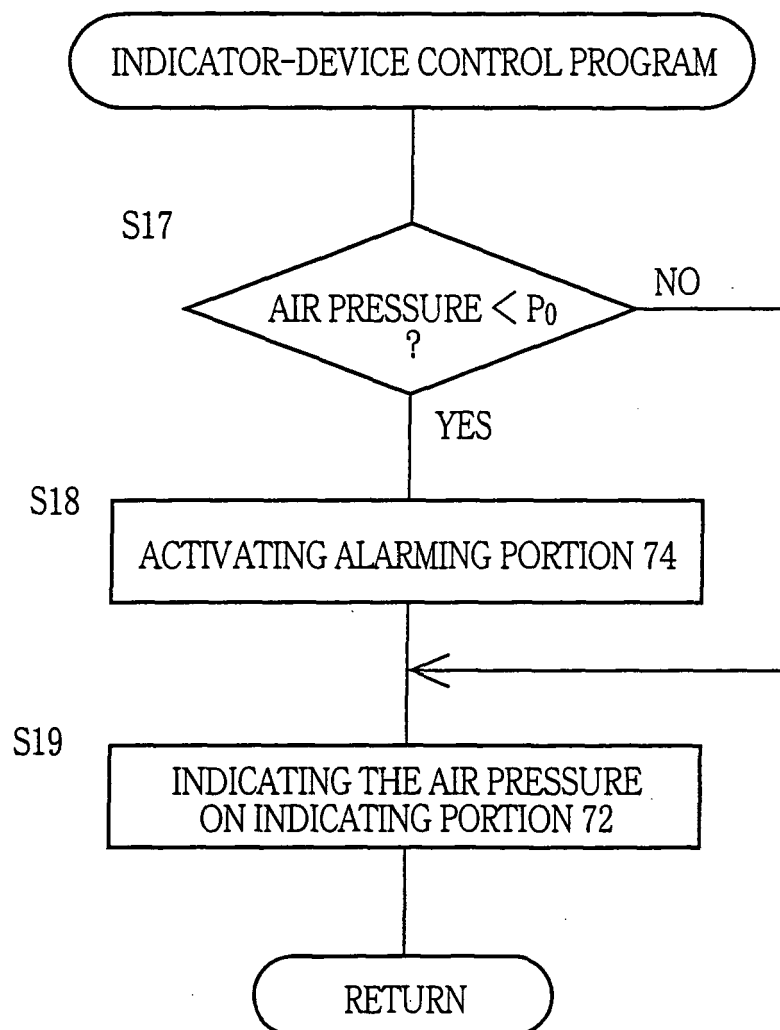 INDICATOR-DEVICE CONTROL PROGRAM
S17
AIR PRESSURE < P0
?
NO
YES
S18
ACTIVATING ALARMING PORTION 74
S19
INDICATING THE AIR PRESSURE
ON INDICATING PORTION 72
RETURN